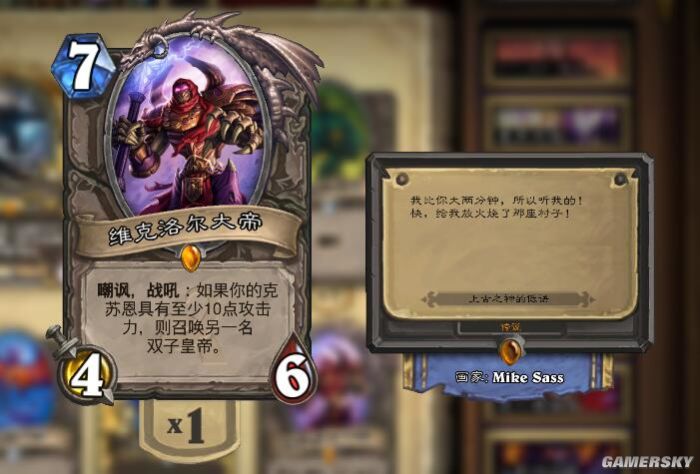 7
维克洛尔大帝
嘲讽，战吼：如果你的克
苏恩具有至少10点攻击
力，则召唤另一名
双子皇帝。
4
6
x1
我比你大两分钟，所以听我的！
快，给我放火烧了那座村子！
上古之神的低语
传说
画家: Mike Sass
GAMERSKY